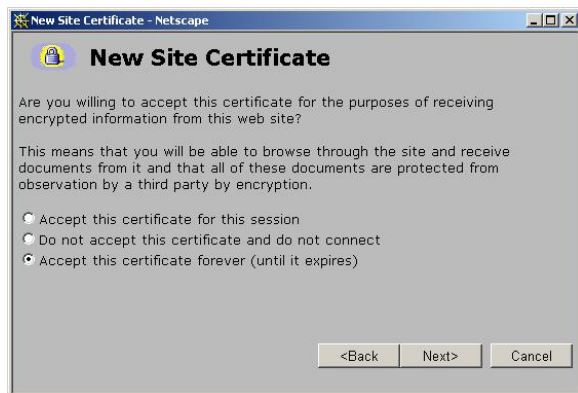 New Site Certificate - Netscape
New Site Certificate
Are you willing to accept this certificate for the purposes of receiving
encrypted information from this web site?
This means that you will be able to browse through the site and receive
documents from it and that all of these documents are protected from
observation by a third party by encryption.
Accept this certificate for this session
Do not accept this certificate and do not connect
Accept this certificate forever (until it expires)
<Back Next> Cancel